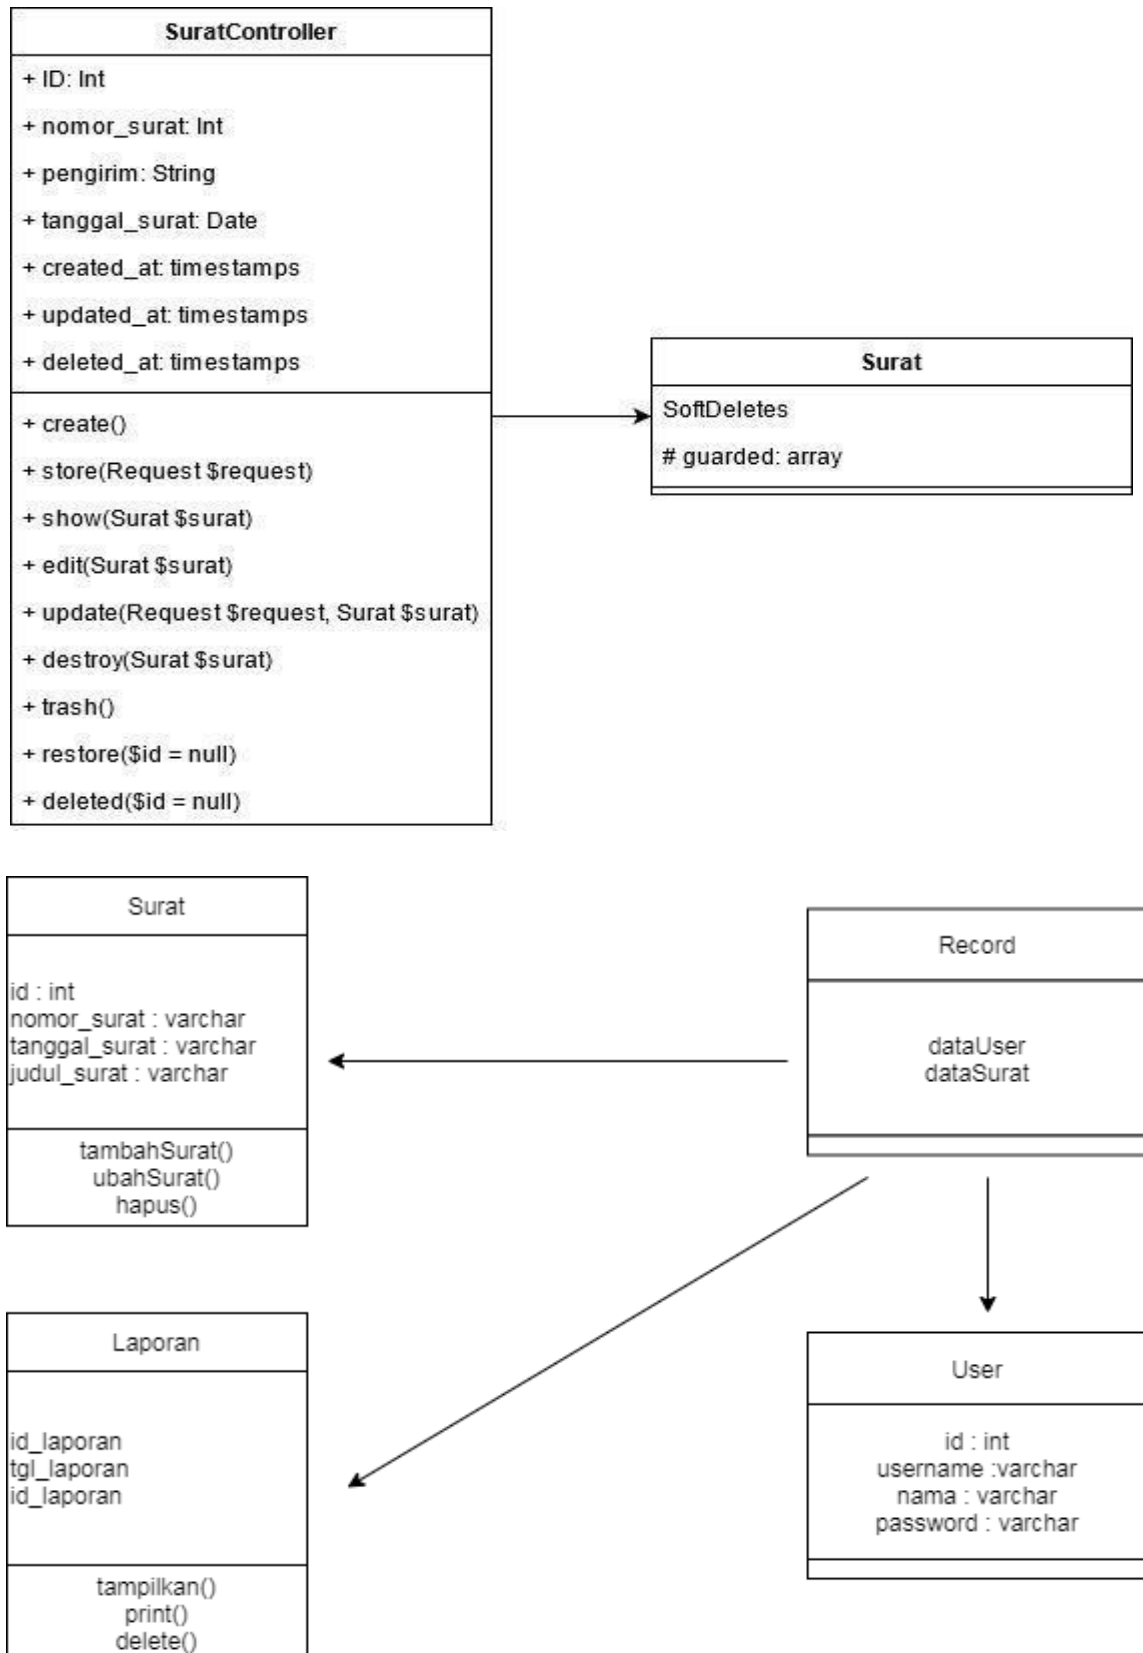 SuratController
+ ID: Int
+ nomor_surat: Int
+ pengirim: String
+ tanggal_surat: Date
+ created_at: timestamps
+ updated_at: timestamps
+ deleted_at: timestamps
+ create()
+ store(Request $request)
+ show(Surat $surat)
+ edit(Surat $surat)
+ update(Request $request, Surat $surat)
+ destroy(Surat $surat)
+ trash()
+ restore($id = null)
+ deleted($id = null)
Surat
SoftDeletes
# guarded: array
Surat
id : int
nomor_surat : varchar
tanggal_surat : varchar
judul_surat : varchar
tambahSurat()
ubahSurat()
hapus()
Record
dataUser
dataSurat
Laporan
id_laporan
tgl_laporan
id_laporan
tampilkan()
print()
delete()
User
id : int
username :varchar
nama : varchar
password : varchar